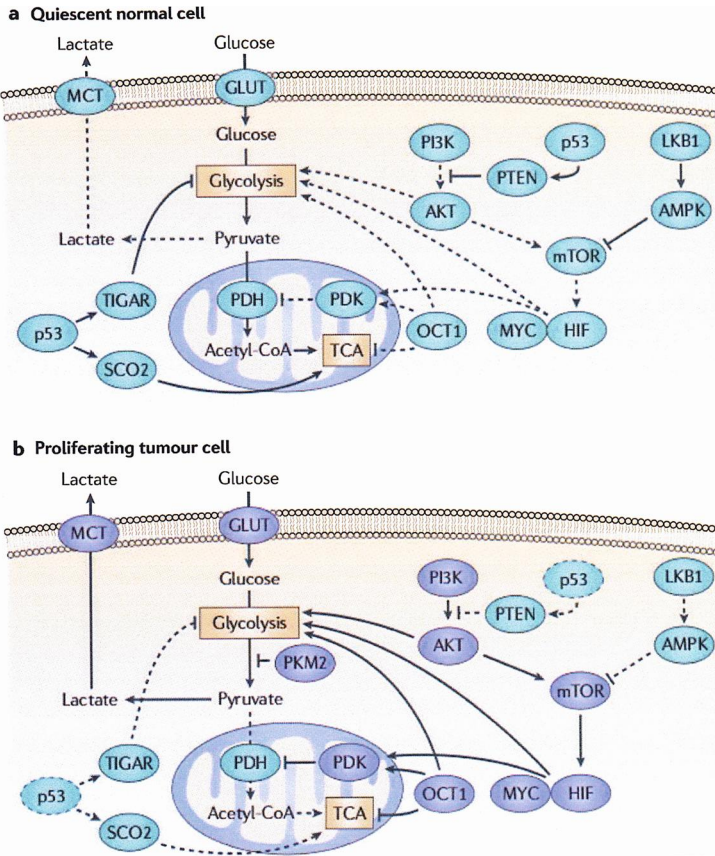 a Quiescent normal cell
Lactate
Glucose
MCT
GLUT
Glucose
PI3K
p53
LKB1
Glycolysis
PTEN
AKT
AMPK
Lactate
Pyruvate
mTOR
TIGAR
PDH
PDK
p53
OCT1
MYC
HIF
Acetyl-CoA
TCA
SCO2
b Proliferating tumour cell
Lactate
Glucose
MCT
GLUT
Glucose
PI3K
p53
LKB1
Glycolysis
PTEN
AKT
AMPK
PKM2
Lactate
Pyruvate
mTOR
TIGAR
PDH
PDK
p53
OCT1
MYC
HIF
Acetyl-CoA
TCA
SCO2